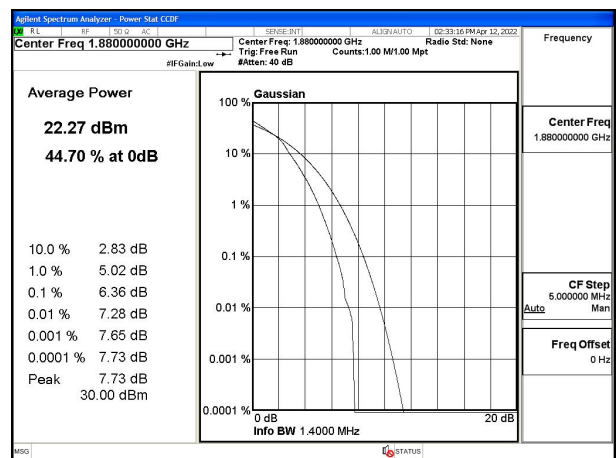 Agilent Spectrum Analyzer - Power Stat CCDF
RL RF 50 Ω AC SENSE:INT ALIGN AUTO 02:33:16 PM Apr 12, 2022
Center Freq 1.880000000 GHz
Center Freq: 1.880000000 GHz Radio Std: None
Trig: Free Run Counts:1.00 M/1.00 Mpt
#IFGain:Low #Atten: 40 dB
Average Power
22.27 dBm
44.70 % at 0dB
10.0 % 2.83 dB
1.0 % 5.02 dB
0.1 % 6.36 dB
0.01 % 7.28 dB
0.001 % 7.65 dB
0.0001 % 7.73 dB
Peak 7.73 dB
30.00 dBm
Gaussian
100 %
10 %
1 %
0.1 %
0.01 %
0.001 %
0.0001 %
0 dB 20 dB
Info BW 1.4000 MHz
Frequency
Center Freq
1.880000000 GHz
CF Step
5.000000 MHz
Auto Man
Freq Offset
0 Hz
MSG STATUS